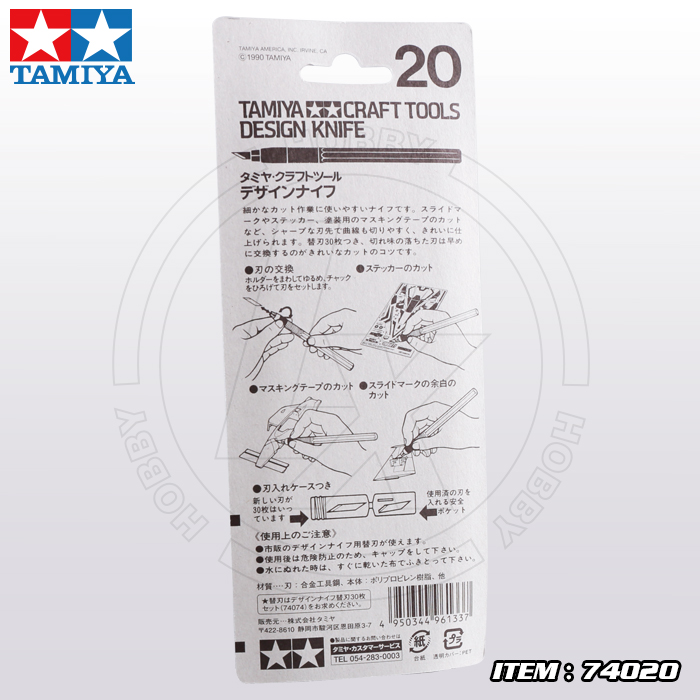 TAMIYA
TAMIYA AMERICA, INC. IRVINE, CA
©1990 TAMIYA
20
TAMIYA CRAFT TOOLS
DESIGN KNIFE
タミヤ・クラフトツール
デザインナイフ
細かなカット作業に使いやすいナイフです。スライドマ
ークやステッカー、塗装用のマスキングテープのカット
など、シャープな刃先で曲線も切りやすく、きれいに仕
上げられます。替刃30枚つき、切れ味の落ちた刃は早め
に交換するのがきれいなカットのコツです。
●刃の交換
ホルダーをまわしてゆるめ、チャック
をひろげて刃をセットします。
●ステッカーのカット
●マスキングテープのカット
●スライドマークの余白の
カット
●刃入れケースつき
新しい刃が
30枚はいっ
ています
使用済の刃を
入れる安全
ポケット
〈使用上のご注意〉
●市販のデザインナイフ用替刃が使えます。
●使用後は危険防止のため、キャップをして下さい。
●水にぬれた時は、すぐに乾いた布でふきとって下さい。
材質‥‥刃：合金工具鋼、本体：ポリプロピレン樹脂、他
★替刃はデザインナイフ替刃30枚
セット(74074)をお求めください。
販売元…株式会社タミヤ
〒422-8610 静岡市駿河区恩田原3-7
4 950344 961337
●製品に関するお問い合わせは
タミヤ・カスタマーサービス
TEL 054-283-0003
紙
台紙
プラ
透明カバー:PET
HOBBY
HOBBY
HOBBY
ITEM : 74020